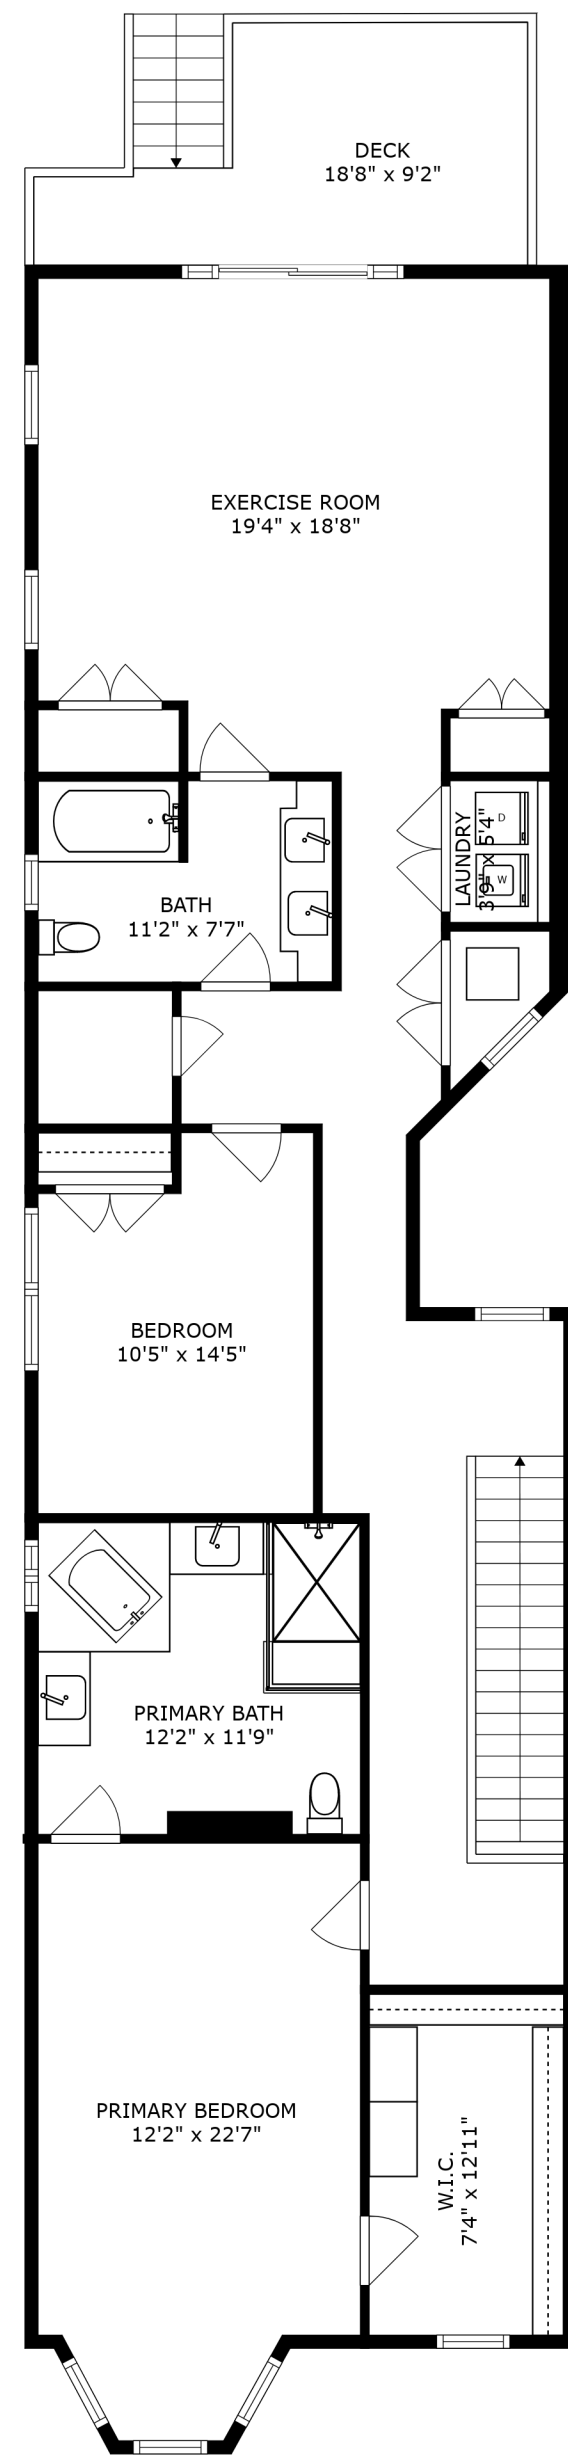 DECK
18'8" x 9'2"
EXERCISE ROOM
19'4" x 18'8"
LAUNDRY
3'9" x 5'4"
D
W
BATH
11'2" x 7'7"
BEDROOM
10'5" x 14'5"
PRIMARY BATH
12'2" x 11'9"
PRIMARY BEDROOM
12'2" x 22'7"
W.I.C.
7'4" x 12'11"